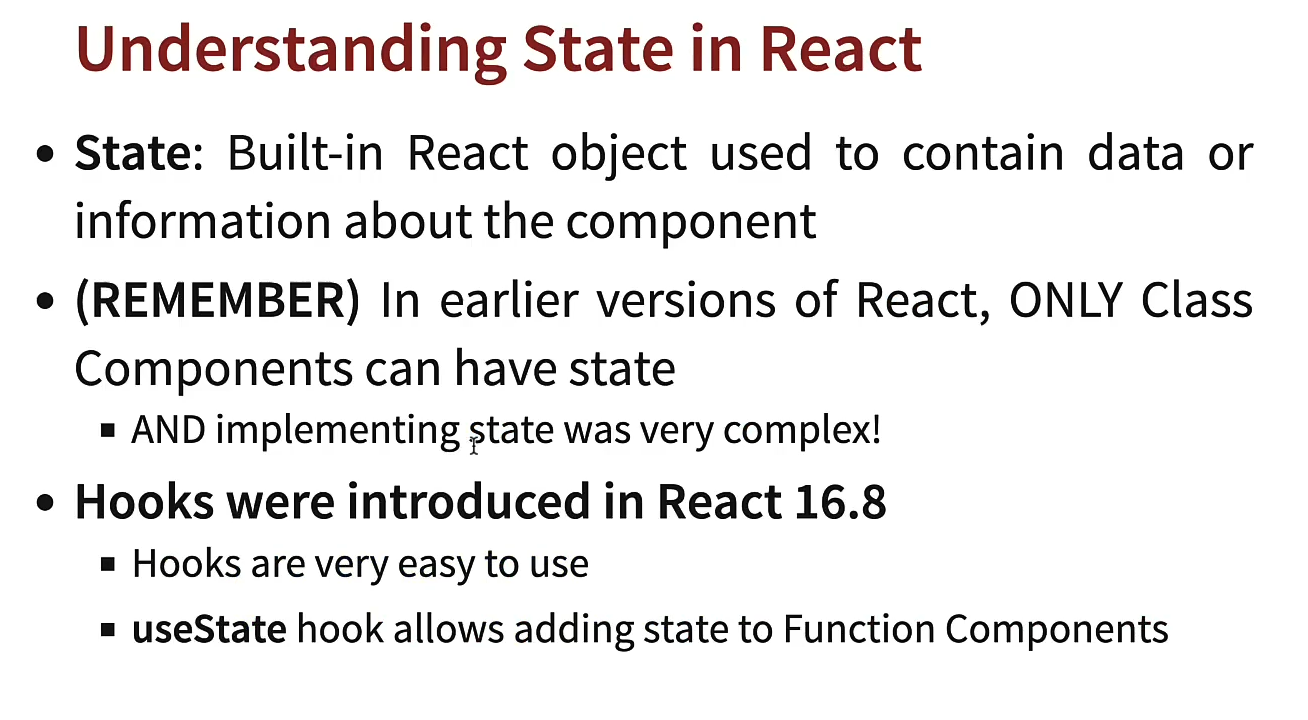 Understanding State in React
• State: Built-in React object used to contain data or
information about the component
• (REMEMBER) In earlier versions of React, ONLY Class
Components can have state
▪ AND implementing state was very complex!
• Hooks were introduced in React 16.8
▪ Hooks are very easy to use
▪ useState hook allows adding state to Function Components